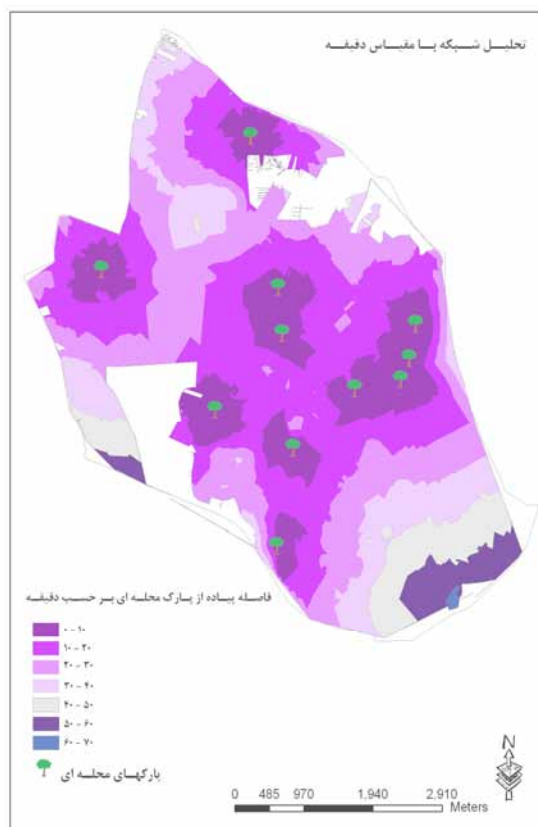 تحلیل شبکه با مقیاس دقیقه
فاصله پیاده از پارک محله ای بر حسب دقیقه
۰ - ۱۰
۱۰ - ۲۰
۲۰ - ۳۰
۳۰ - ۴۰
۴۰ - ۵۰
۵۰ - ۶۰
۶۰ - ۷۰
پارکهای محله ای
N
0 485 970 1,940 2,910
Meters